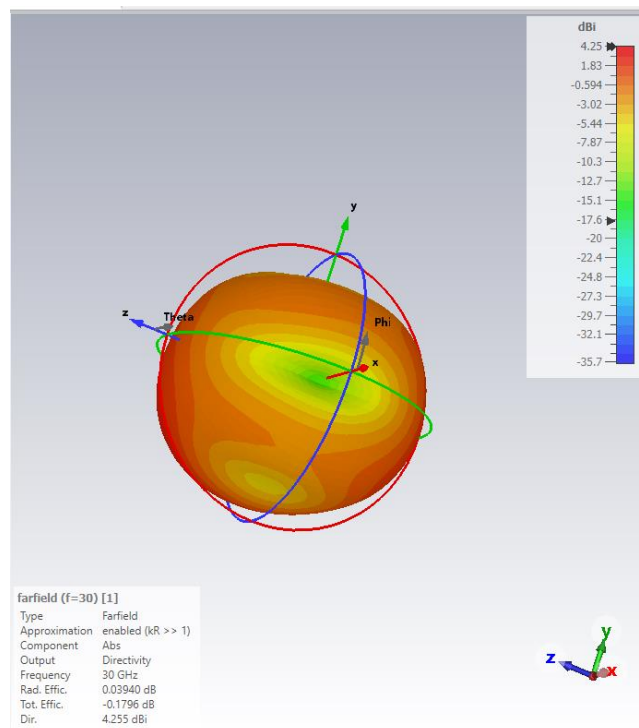 dBi
4.25
1.83
-0.594
-3.02
-5.44
-7.87
-10.3
-12.7
-15.1
-17.6
-20
-22.4
-24.8
-27.3
-29.7
-32.1
-35.7
y
z
Theta
Phi
x
farfield (f=30) [1]
Type Farfield
Approximation enabled (kR >> 1)
Component Abs
Output Directivity
Frequency 30 GHz
Rad. Effic. 0.03940 dB
Tot. Effic. -0.1796 dB
Dir. 4.255 dBi
y
z
x